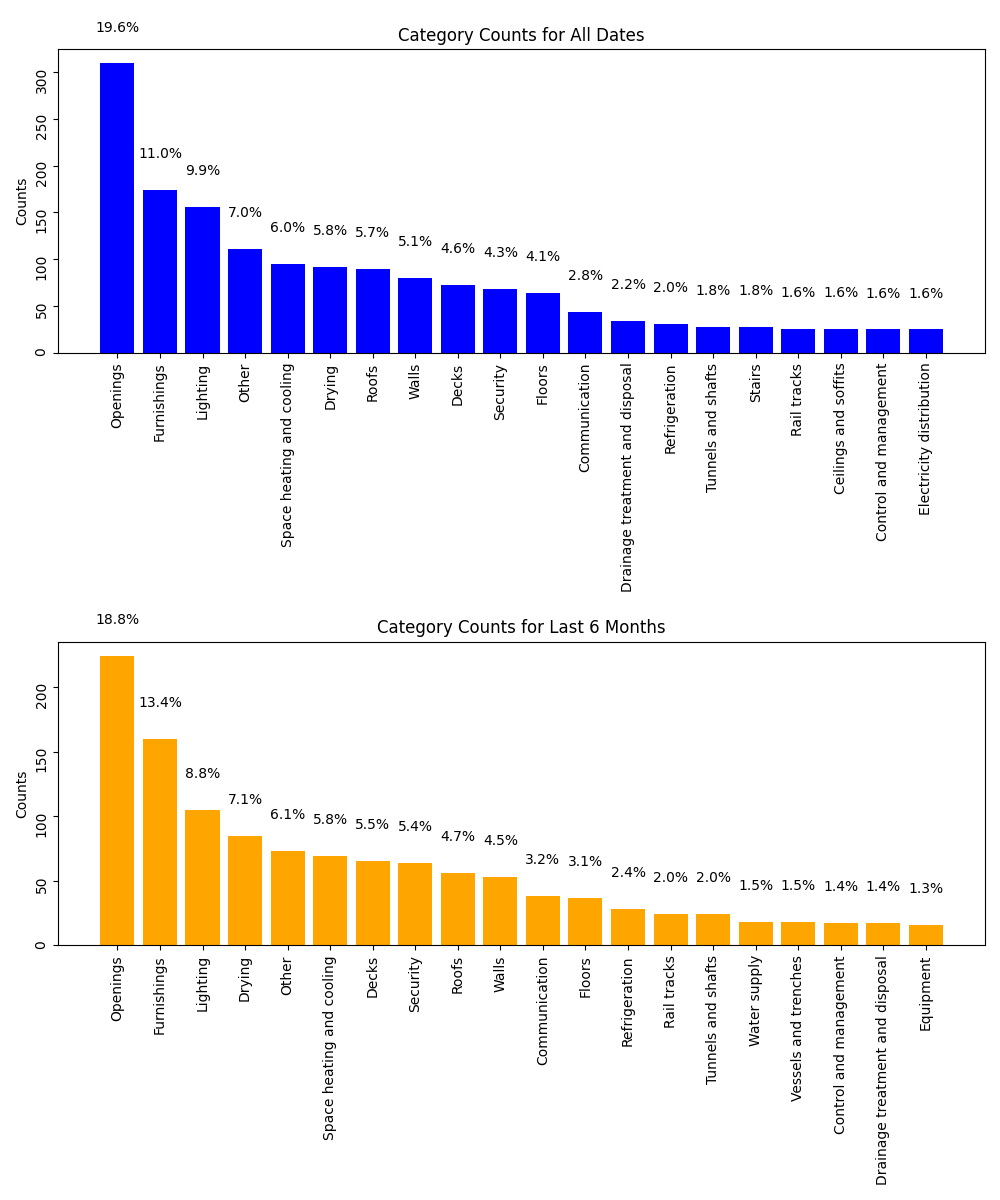 19.6%
Category Counts for All Dates
Counts
300
250
200
150
100
50
0
11.0%
9.9%
7.0%
6.0%
5.8%
5.7%
5.1%
4.6%
4.3%
4.1%
2.8%
2.2%
2.0%
1.8%
1.8%
1.6%
1.6%
1.6%
1.6%
Openings
Furnishings
Lighting
Other
Space heating and cooling
Drying
Roofs
Walls
Decks
Security
Floors
Communication
Drainage treatment and disposal
Refrigeration
Tunnels and shafts
Stairs
Rail tracks
Ceilings and soffits
Control and management
Electricity distribution
18.8%
Category Counts for Last 6 Months
Counts
200
150
100
50
0
13.4%
8.8%
7.1%
6.1%
5.8%
5.5%
5.4%
4.7%
4.5%
3.2%
3.1%
2.4%
2.0%
2.0%
1.5%
1.5%
1.4%
1.4%
1.3%
Openings
Furnishings
Lighting
Drying
Other
Space heating and cooling
Decks
Security
Roofs
Walls
Communication
Floors
Refrigeration
Rail tracks
Tunnels and shafts
Water supply
Vessels and trenches
Control and management
Drainage treatment and disposal
Equipment